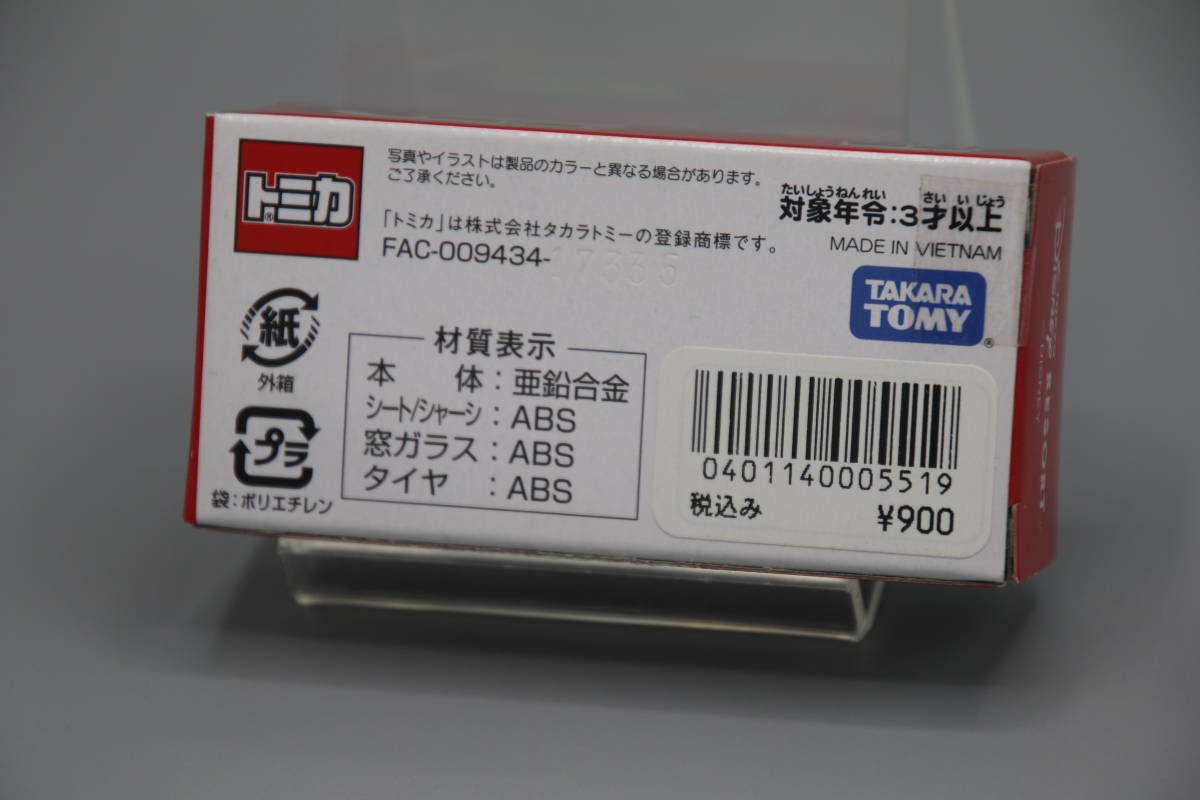 トミカ
®
写真やイラストは製品のカラーと異なる場合があります。
ご了承ください。
「トミカ」は株式会社タカラトミーの登録商標です。
FAC-009434-17335
たいしょうねんれい さい いじょう
対象年令:3才以上
MADE IN VIETNAM
TAKARA
TOMY
®
紙
外箱
プラ
袋:ポリエチレン
材質表示
本 体:亜鉛合金
シート/シャーシ:ABS
窓ガラス:ABS
タイヤ :ABS
0401140005519
税込み ¥900
Disney RESORT